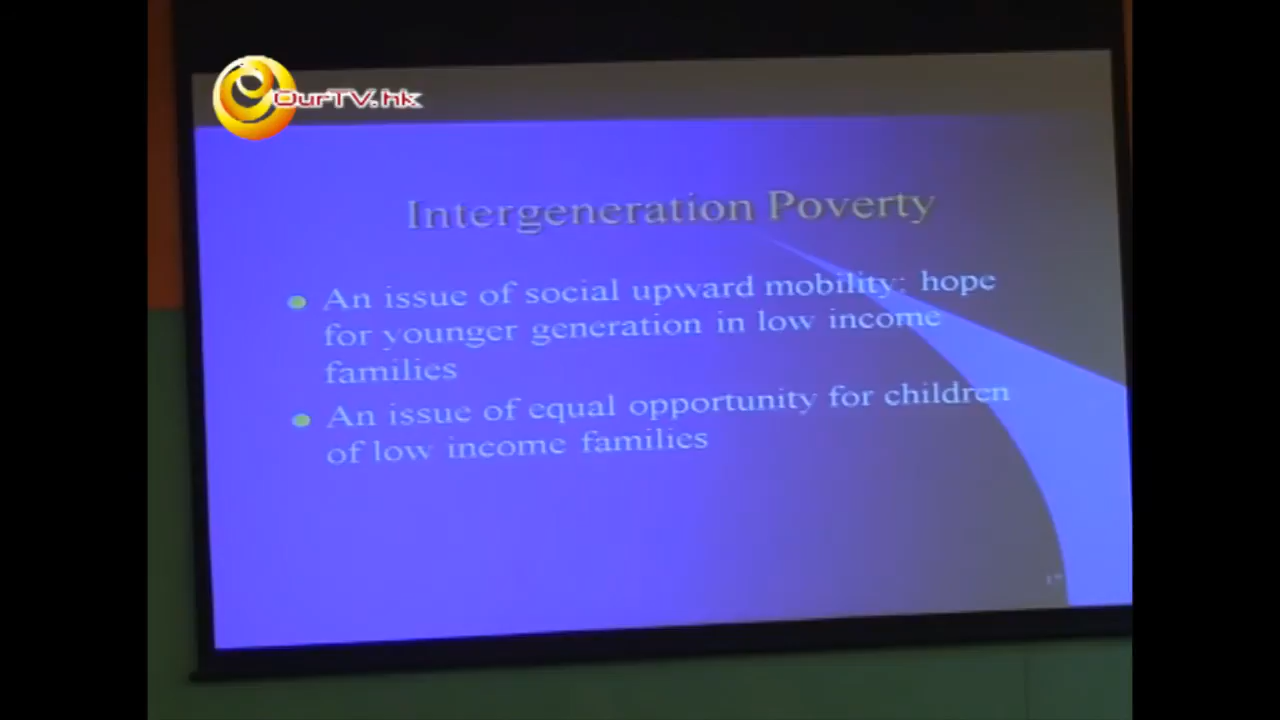 OurTV.hk
Intergeneration Poverty
An issue of social upward mobility: hope
for younger generation in low income
families
An issue of equal opportunity for children
of low income families